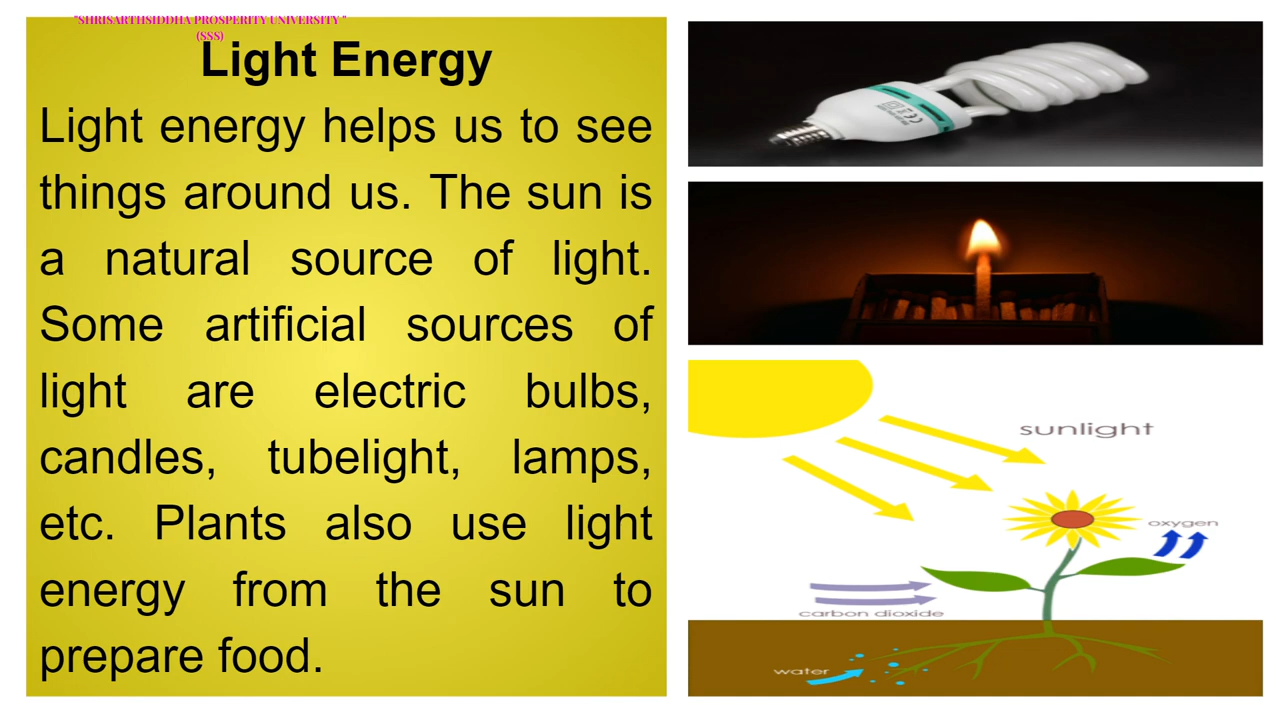 "SHRISARTHSIDDHA PROSPERITY UNIVERSITY "
(SSS)
Light Energy
Light energy helps us to see
things around us. The sun is
a natural source of light.
Some artificial sources of
light are electric bulbs,
candles, tubelight, lamps,
etc. Plants also use light
energy from the sun to
prepare food.
sunlight
oxygen
carbon dioxide
water